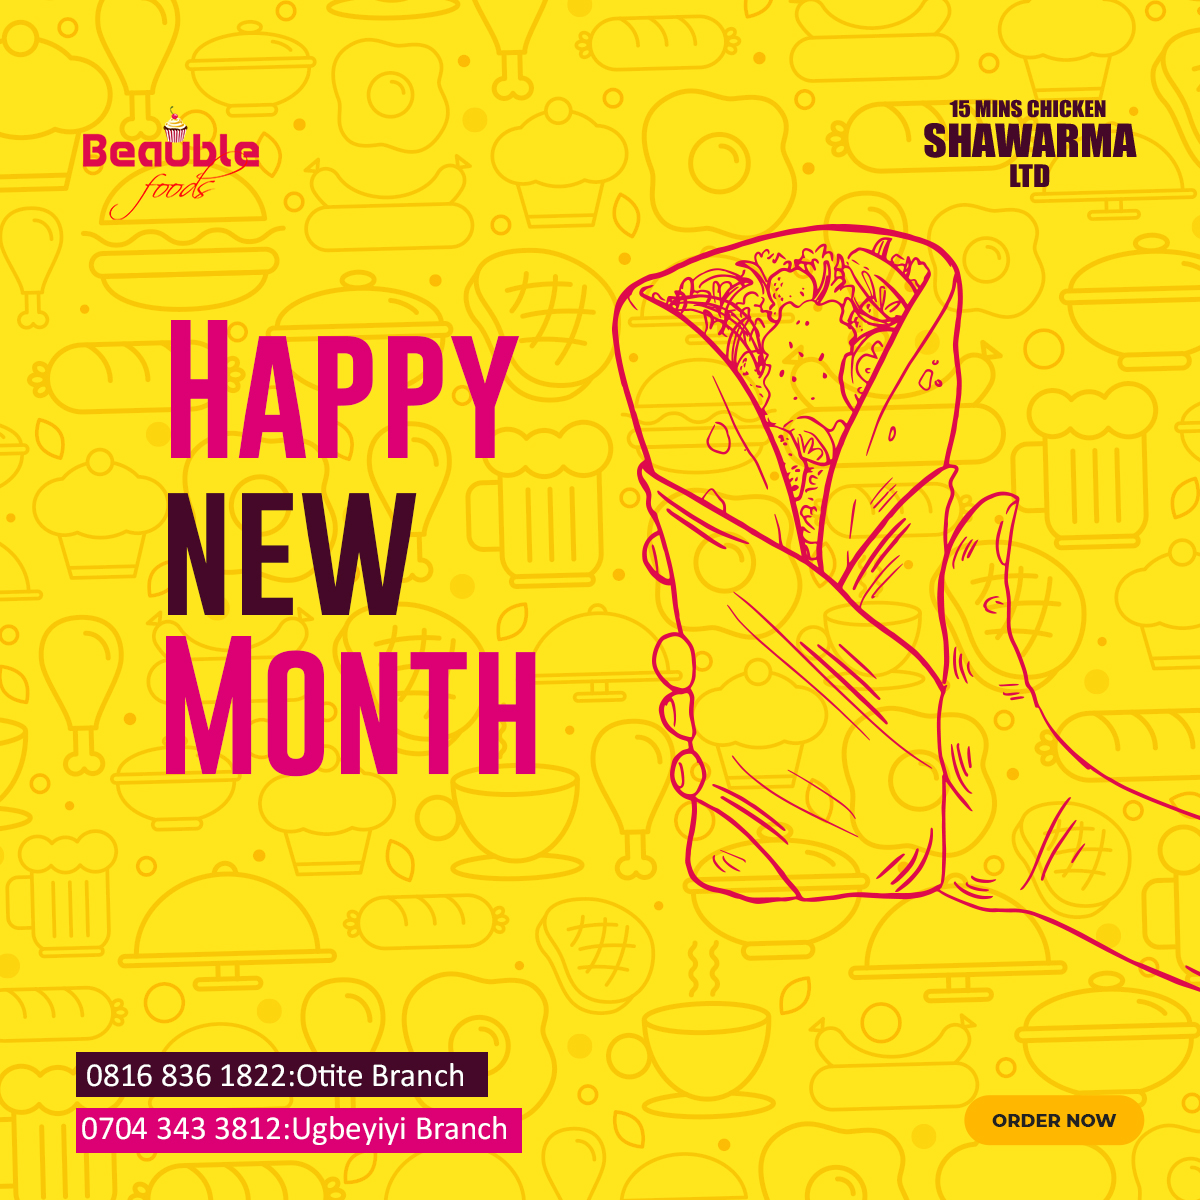 Beauble
foods
15 MINS CHICKEN
SHAWARMA
LTD
HAPPY
NEW
MONTH
0816 836 1822:Otite Branch
0704 343 3812:Ugbeyiyi Branch
ORDER NOW